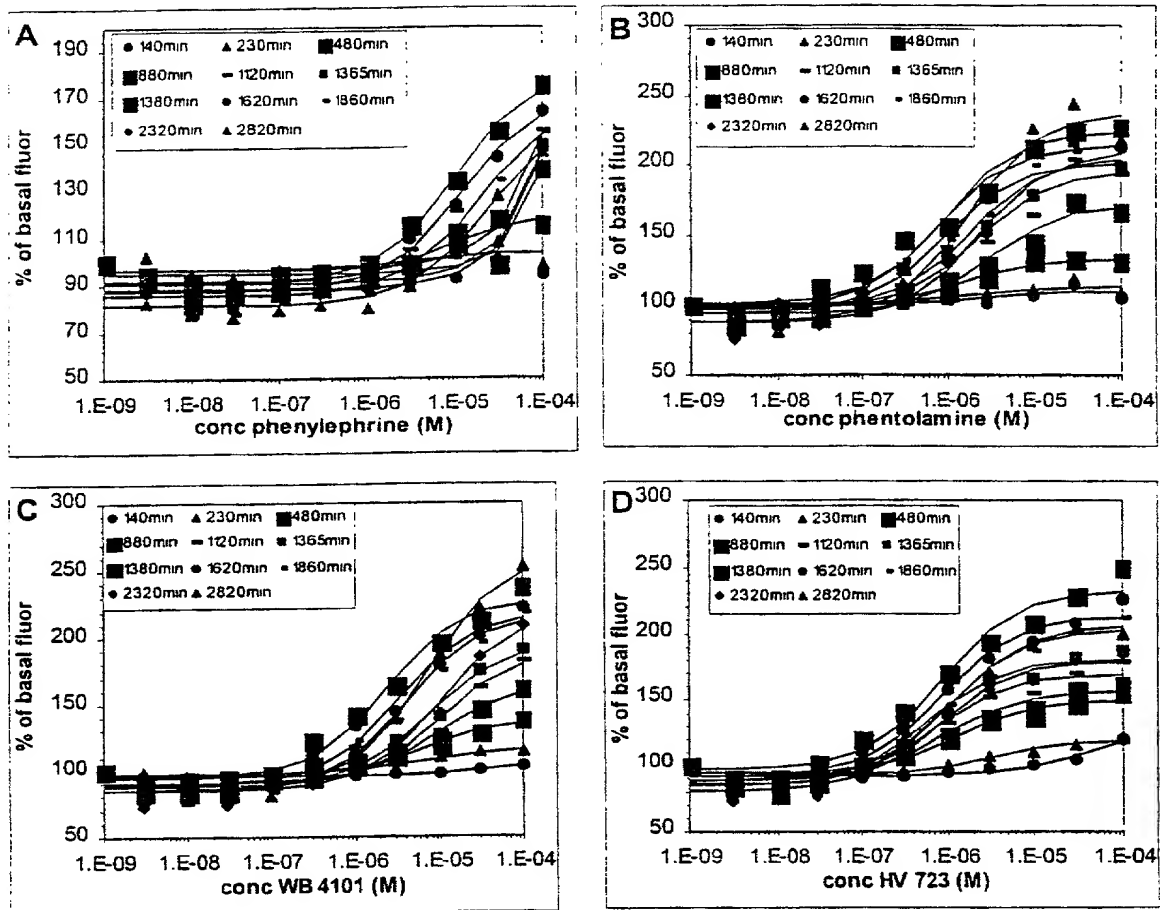 A
190
170
150
130
110
90
70
50
% of basal fluor
140min 230min 480min
880min 1120min 1365min
1380min 1620min 1860min
2320min 2820min
1.E-09 1.E-08 1.E-07 1.E-06 1.E-05 1.E-04
conc phenylephrine (M)
B
300
250
200
150
100
50
% of basal fluor
140min 230min 480min
880min 1120min 1365min
1380min 1620min 1860min
2320min 2820min
1.E-09 1.E-08 1.E-07 1.E-06 1.E-05 1.E-04
conc phentolamine (M)
C
300
250
200
150
100
50
% of basal fluor
140min 230min 480min
880min 1120min 1365min
1380min 1620min 1860min
2320min 2820min
1.E-09 1.E-08 1.E-07 1.E-06 1.E-05 1.E-04
conc WB 4101 (M)
D
300
250
200
150
100
50
% of basal fluor
140min 230min 480min
880min 1120min 1365min
1380min 1620min 1860min
2320min 2820min
1.E-09 1.E-08 1.E-07 1.E-06 1.E-05 1.E-04
conc HV 723 (M)